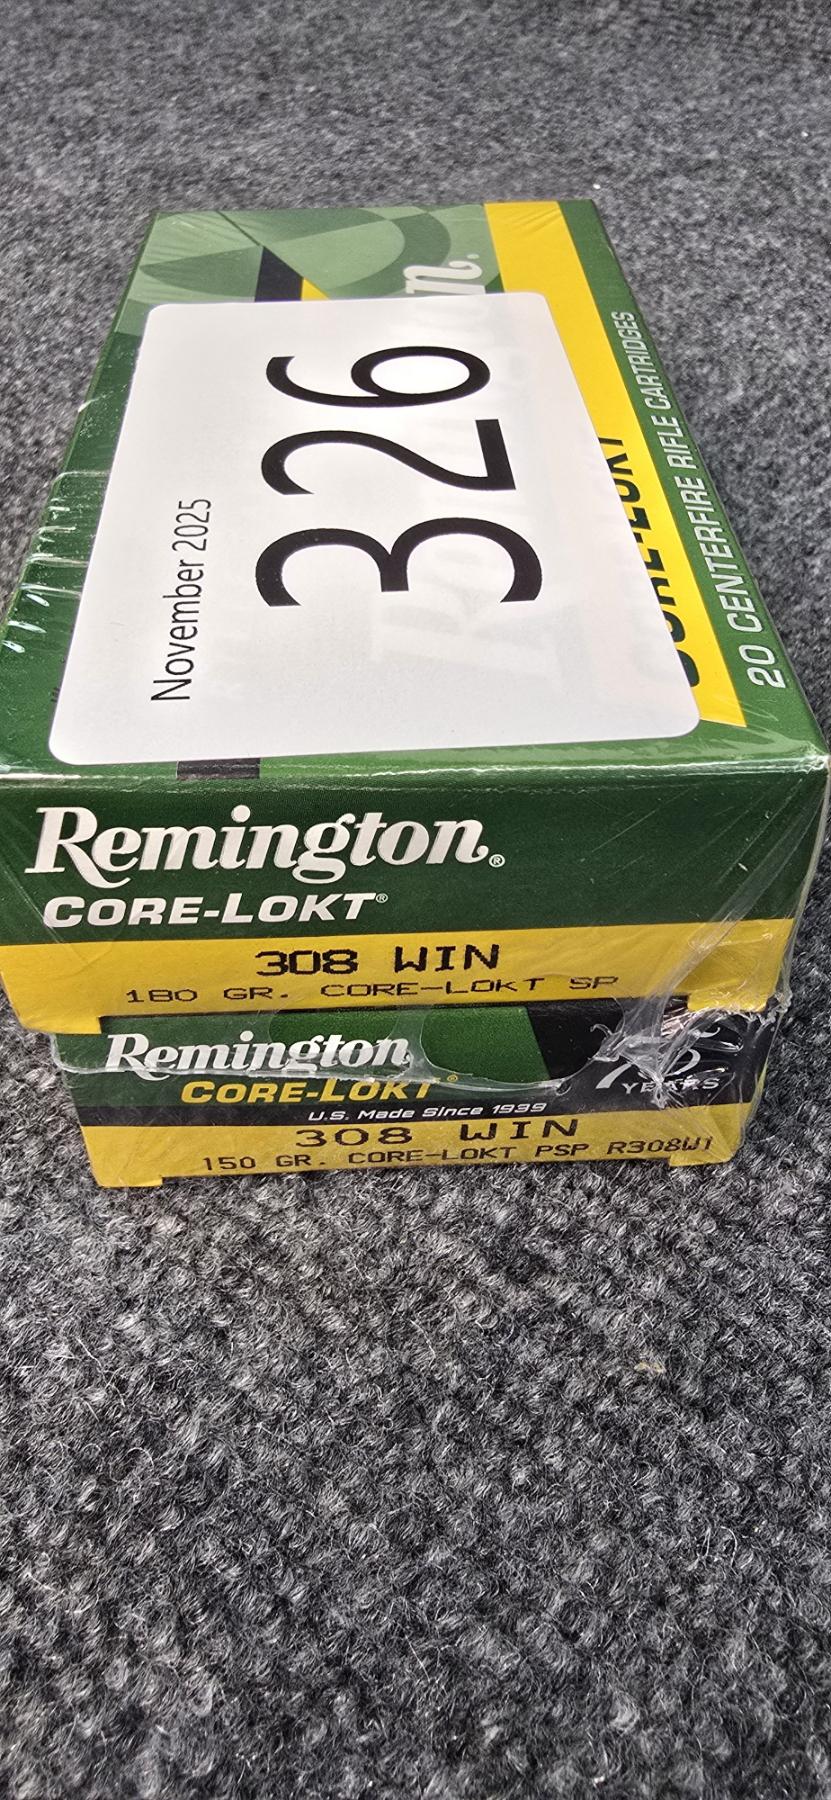 November 2025
326
CORE-LOKT
20 CENTERFIRE RIFLE CARTRIDGES
Remington®
CORE-LOKT®
308 WIN
180 GR. CORE-LOKT SP
Remington
CORE-LOKT®
75
YEARS
U.S. Made Since 1939
308 WIN
150 GR. CORE-LOKT PSP R308W1